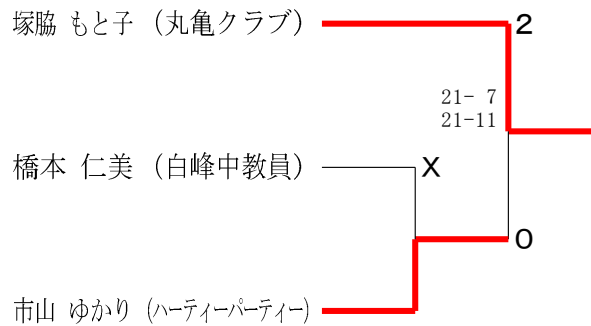 塚脇 もと子 （丸亀クラブ）
2
21- 7
21-11
橋本 仁美 （白峰中教員）
X
0
市山 ゆかり （ハーティーパーティー）